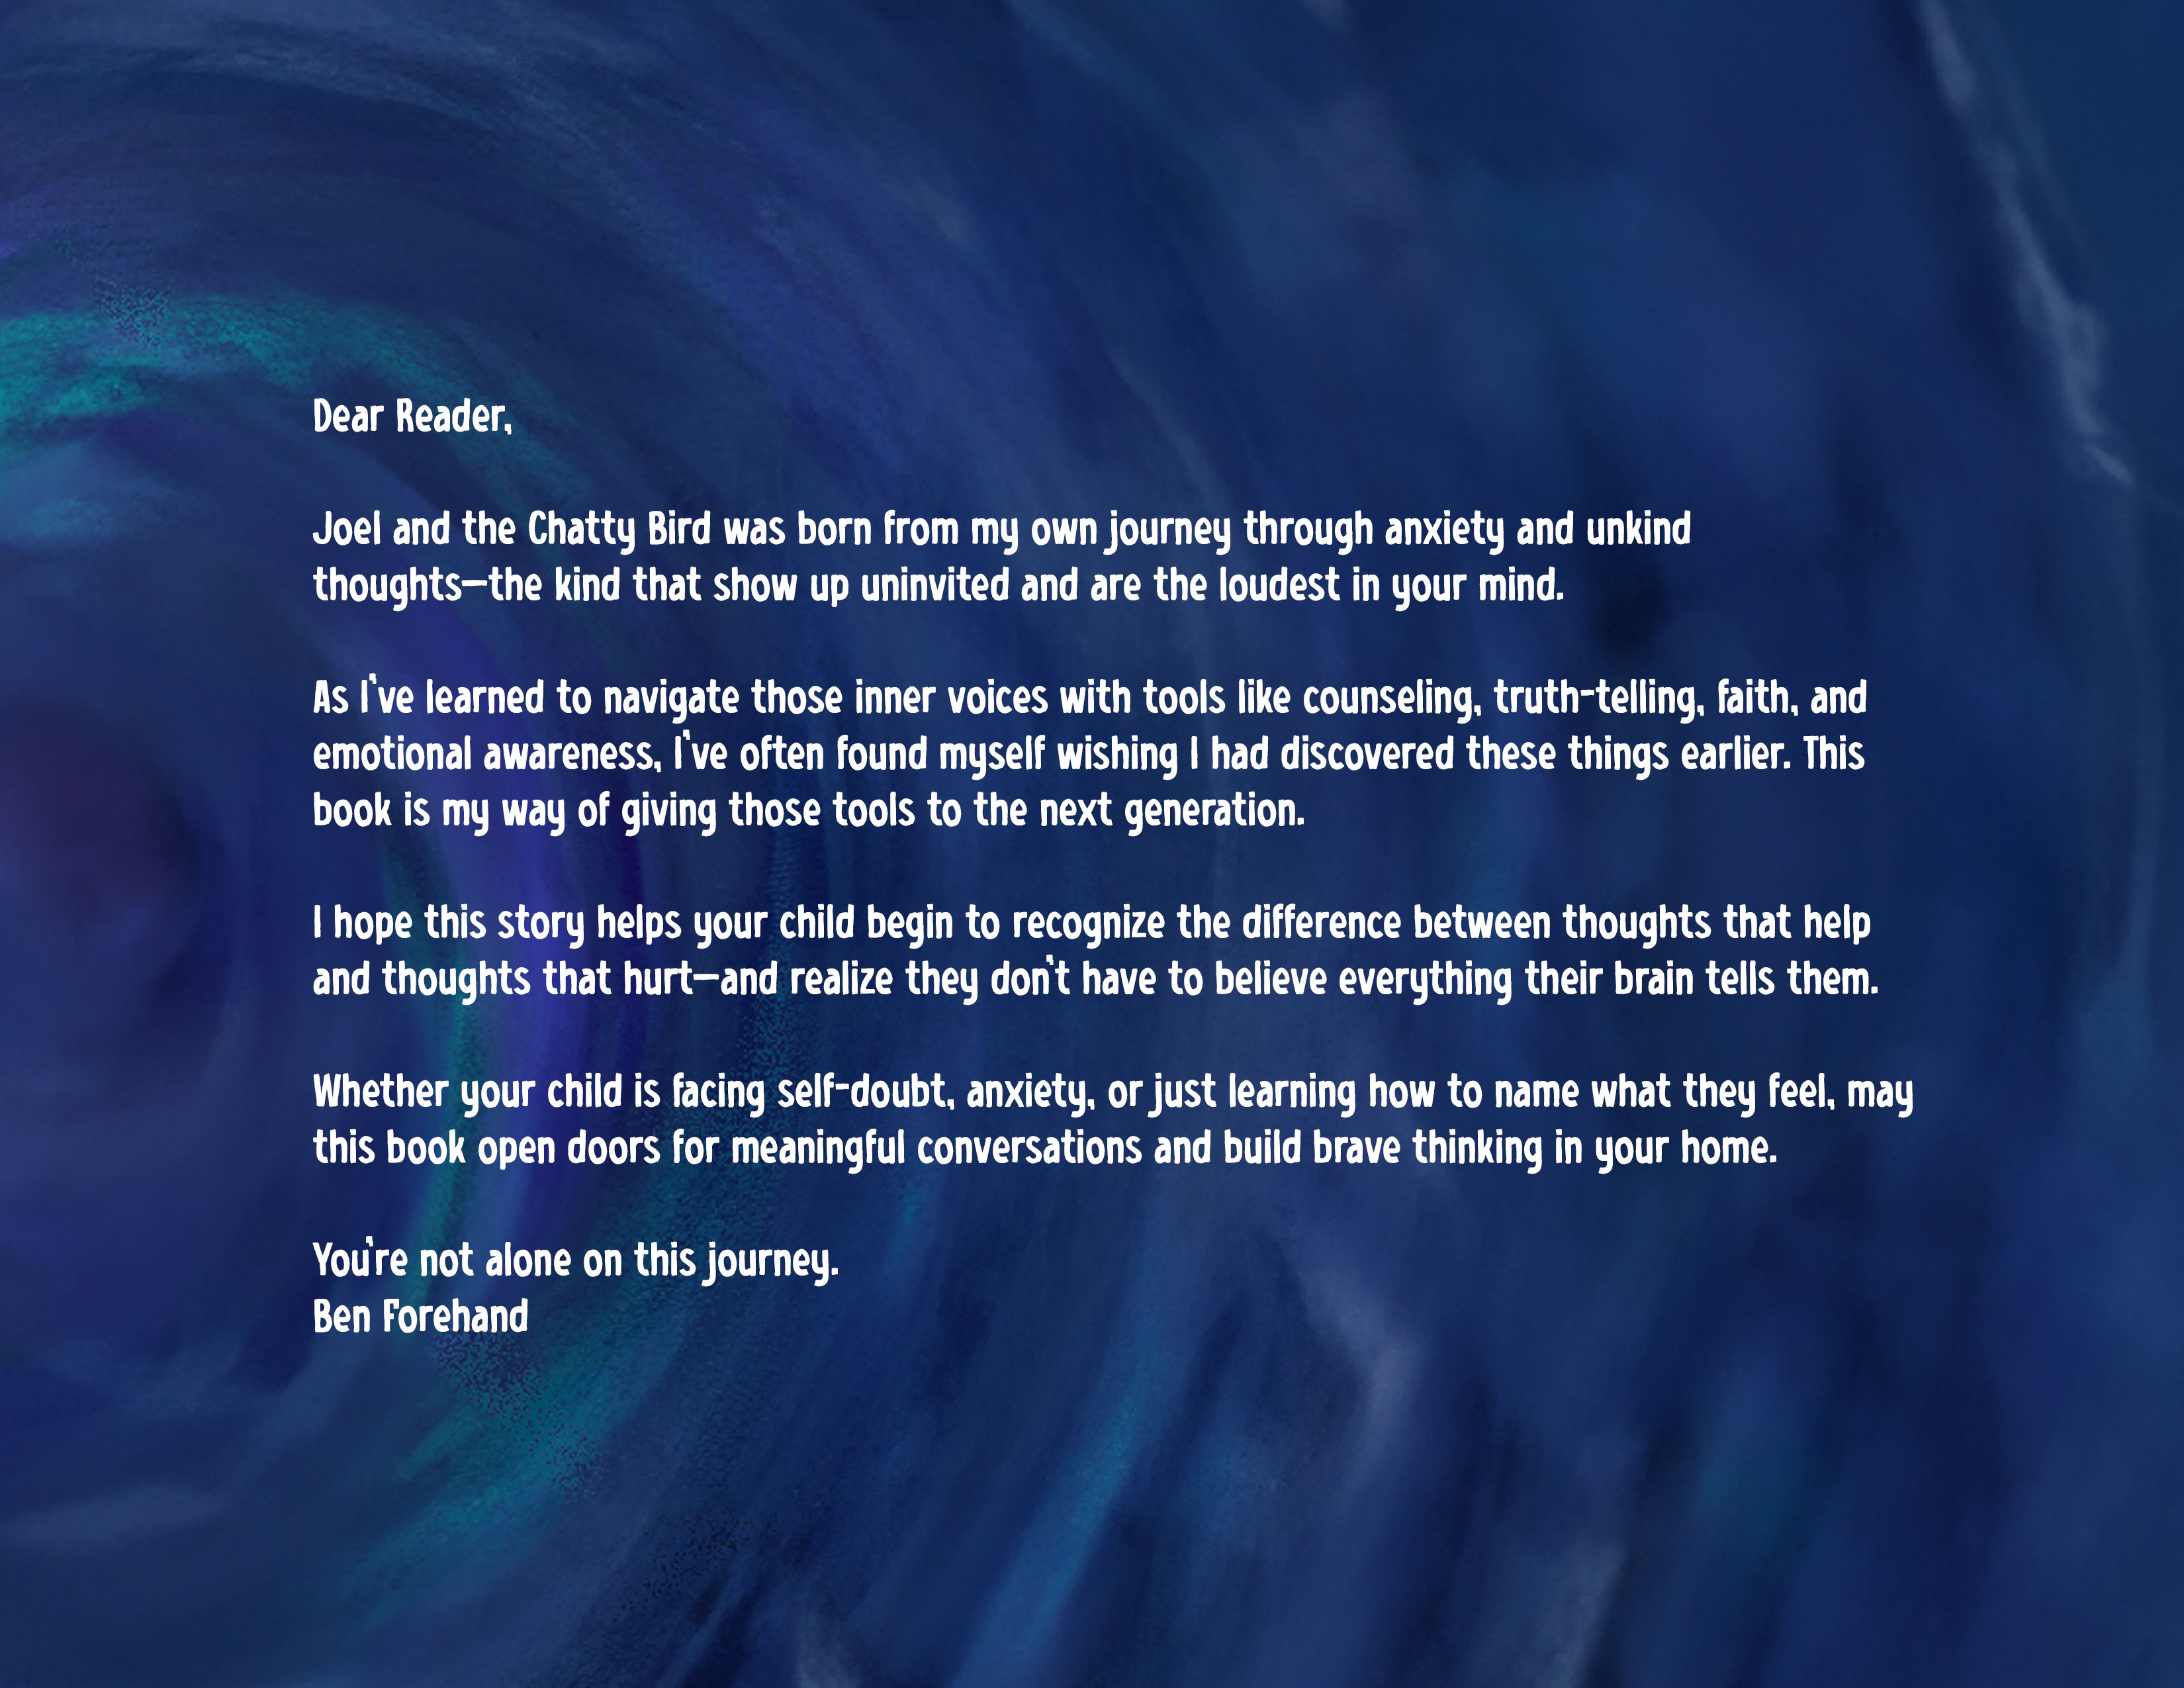 Dear Reader,
Joel and the Chatty Bird was born from my own journey through anxiety and unkind
thoughts—the kind that show up uninvited and are the loudest in your mind.
As I've learned to navigate those inner voices with tools like counseling, truth-telling, faith, and
emotional awareness, I've often found myself wishing I had discovered these things earlier. This
book is my way of giving those tools to the next generation.
I hope this story helps your child begin to recognize the difference between thoughts that help
and thoughts that hurt—and realize they don't have to believe everything their brain tells them.
Whether your child is facing self-doubt, anxiety, or just learning how to name what they feel, may
this book open doors for meaningful conversations and build brave thinking in your home.
You're not alone on this journey.
Ben Forehand